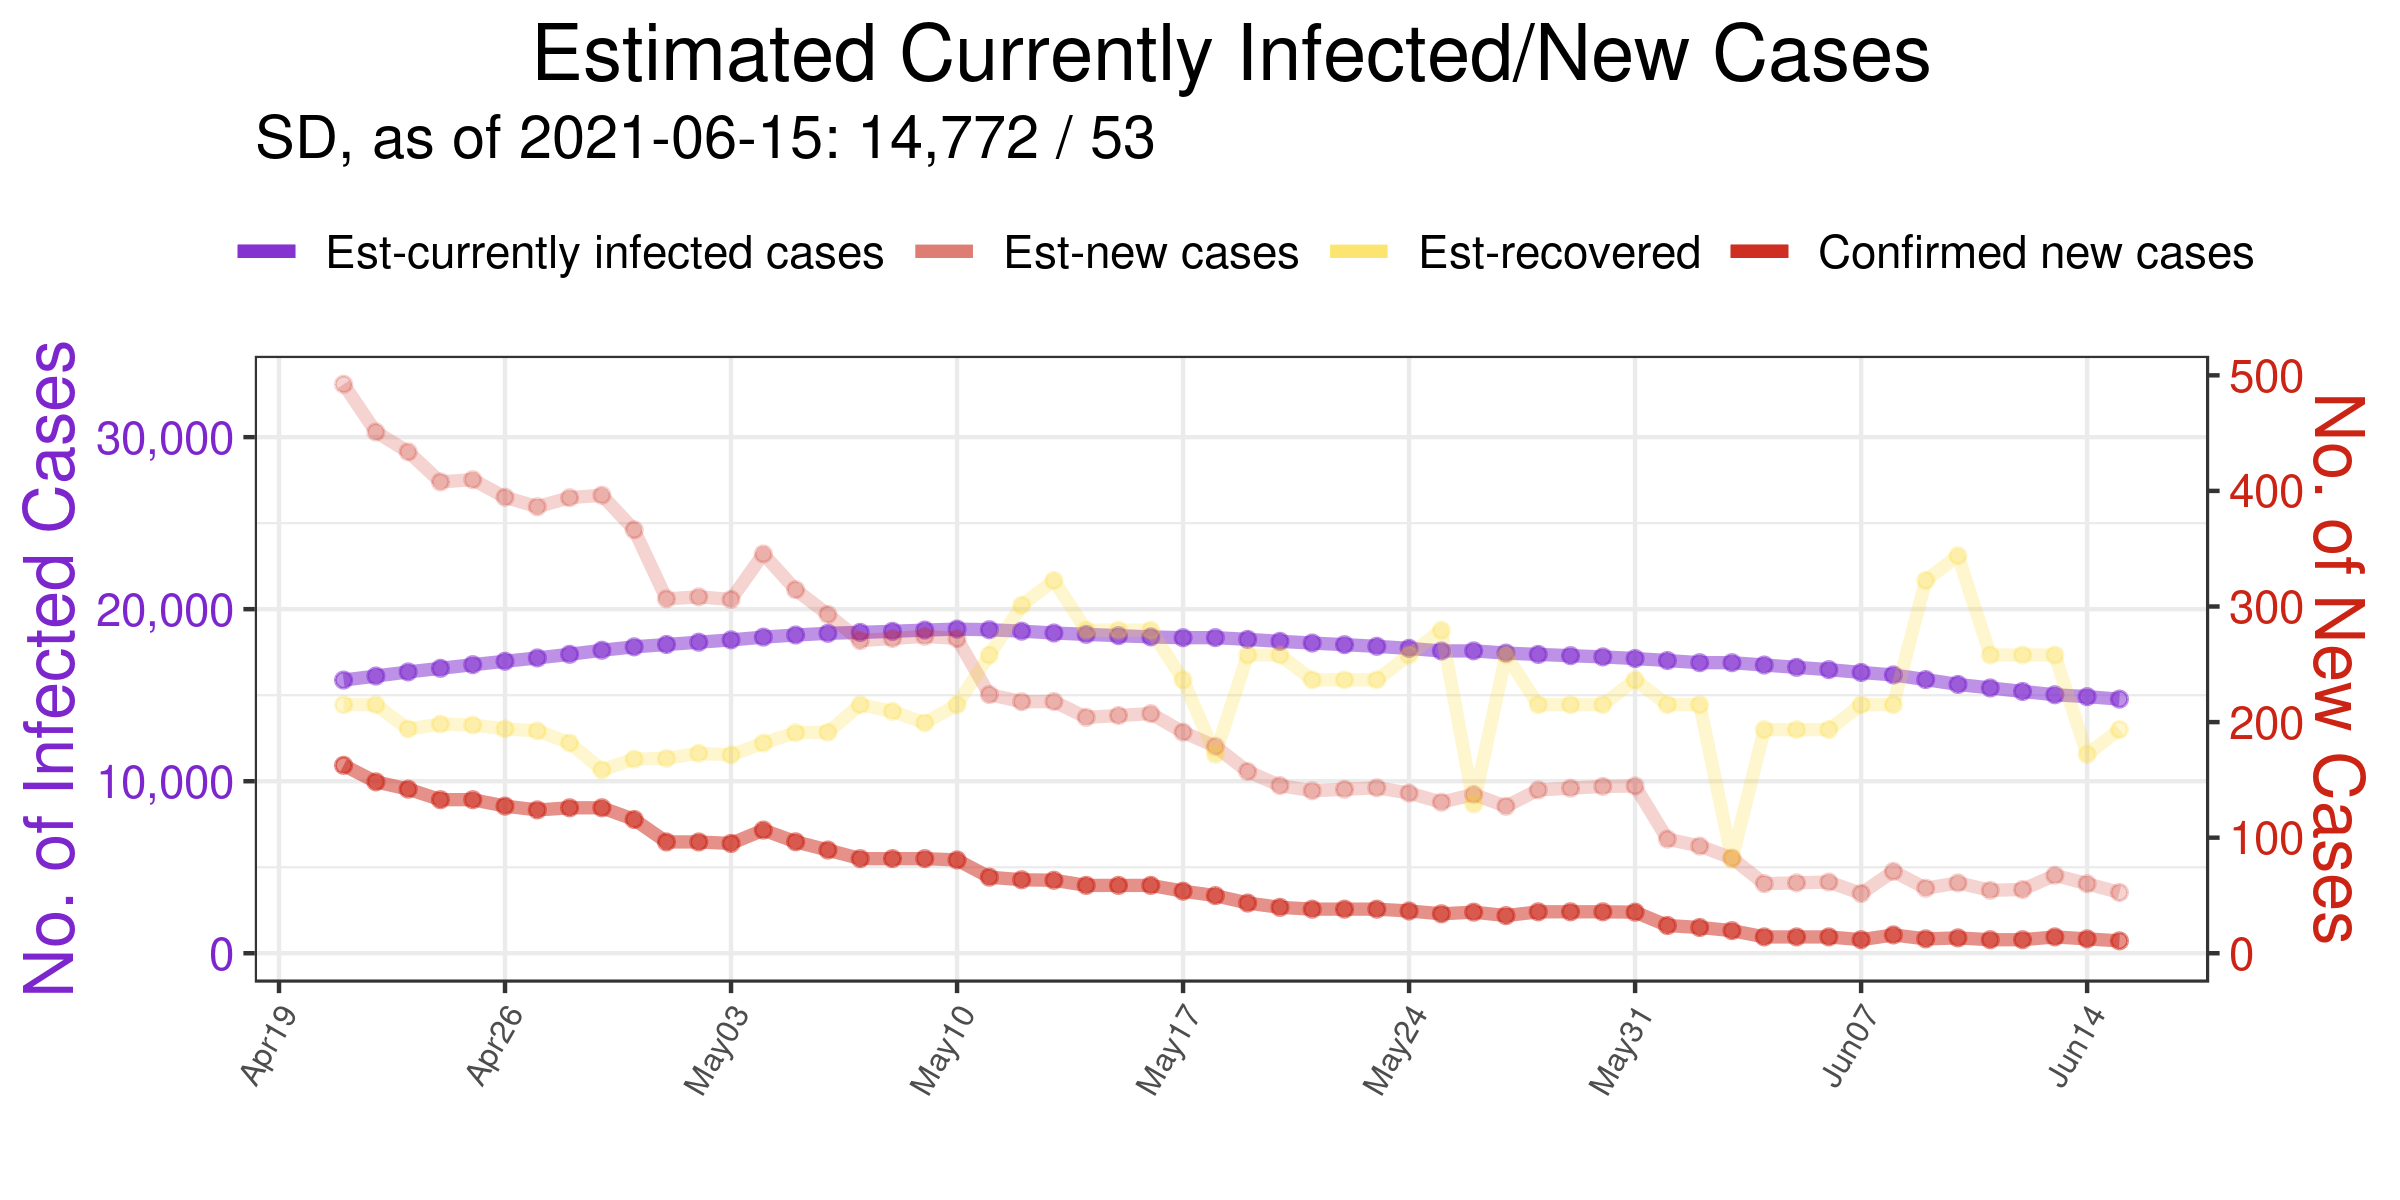 Estimated Currently Infected/New Cases
SD, as of 2021-06-15: 14,772 / 53
Est-currently infected cases Est-new cases Est-recovered Confirmed new cases
No. of Infected Cases
30,000
20,000
10,000
0
500
400
300
200
100
0
No. of New Cases
Apr19 Apr26 May03 May10 May17 May24 May31 Jun07 Jun14